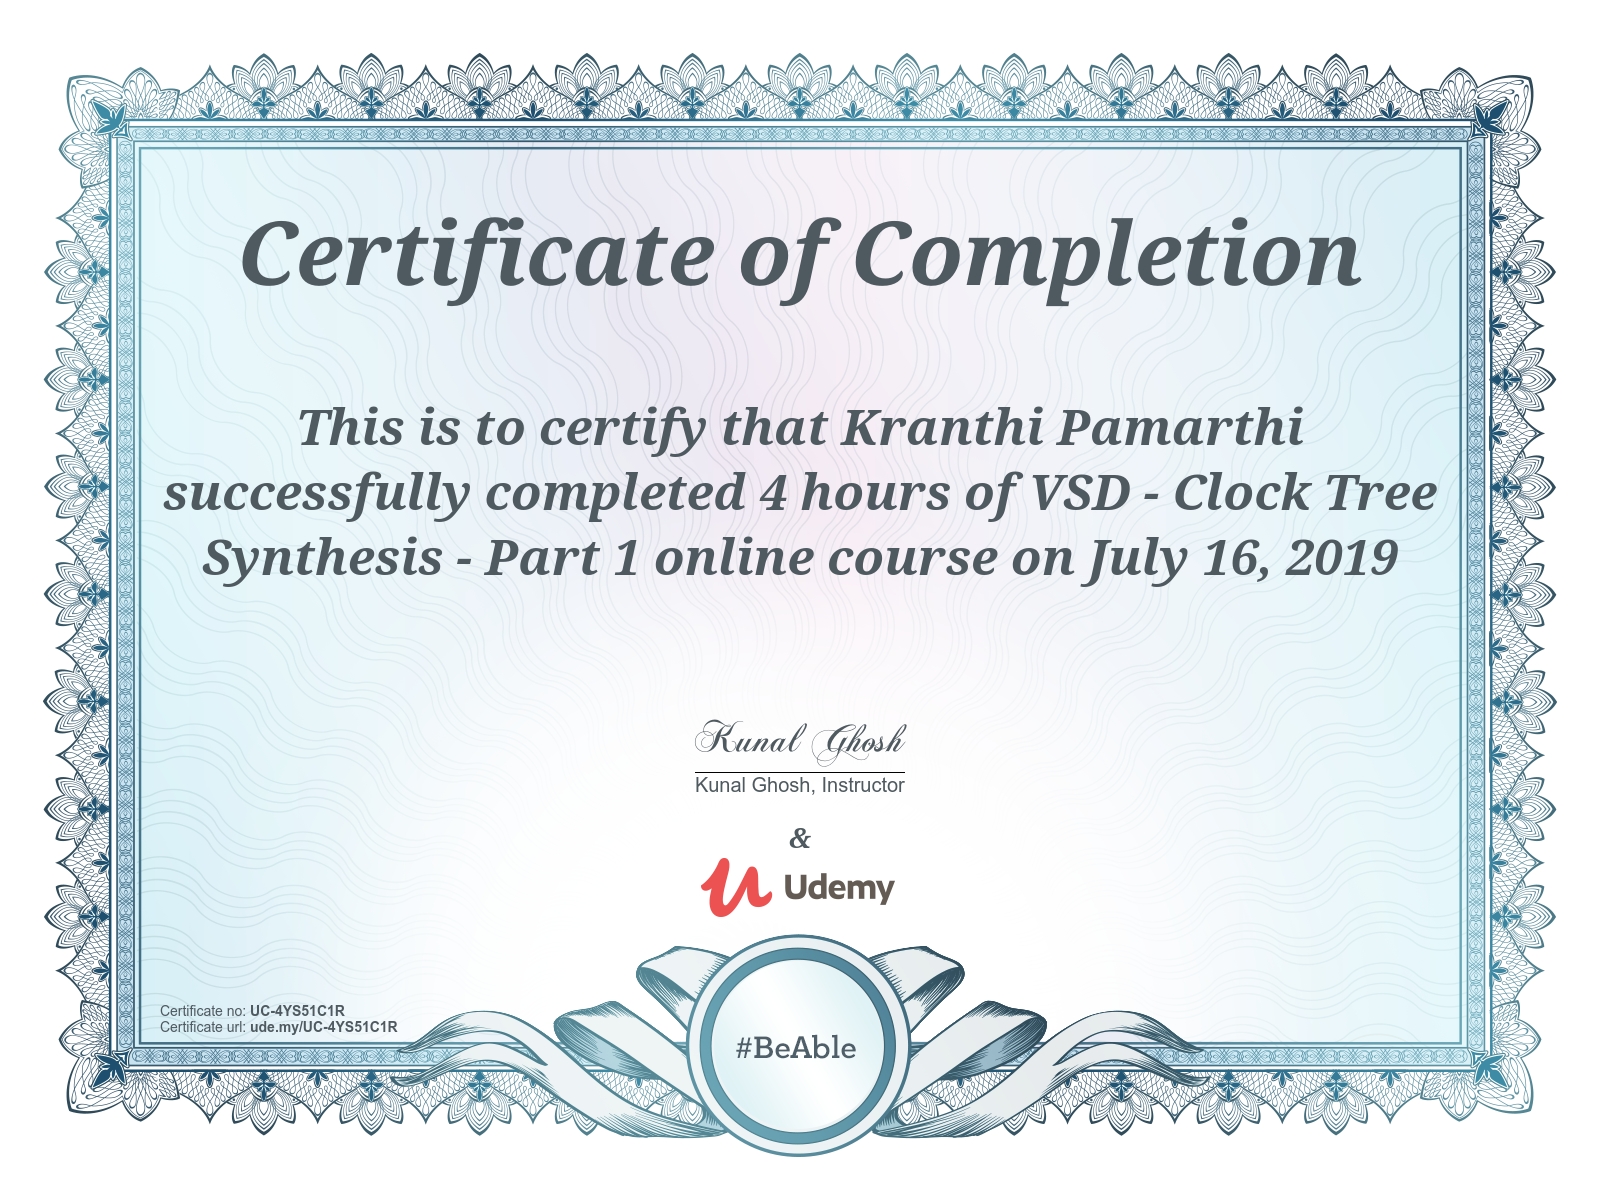 Certificate of Completion
This is to certify that Kranthi Pamarthi
successfully completed 4 hours of VSD - Clock Tree
Synthesis - Part 1 online course on July 16, 2019
Kunal Ghosh
Kunal Ghosh, Instructor
&
Udemy
Certificate no: UC-4YS51C1R
Certificate url: ude.my/UC-4YS51C1R
#BeAble